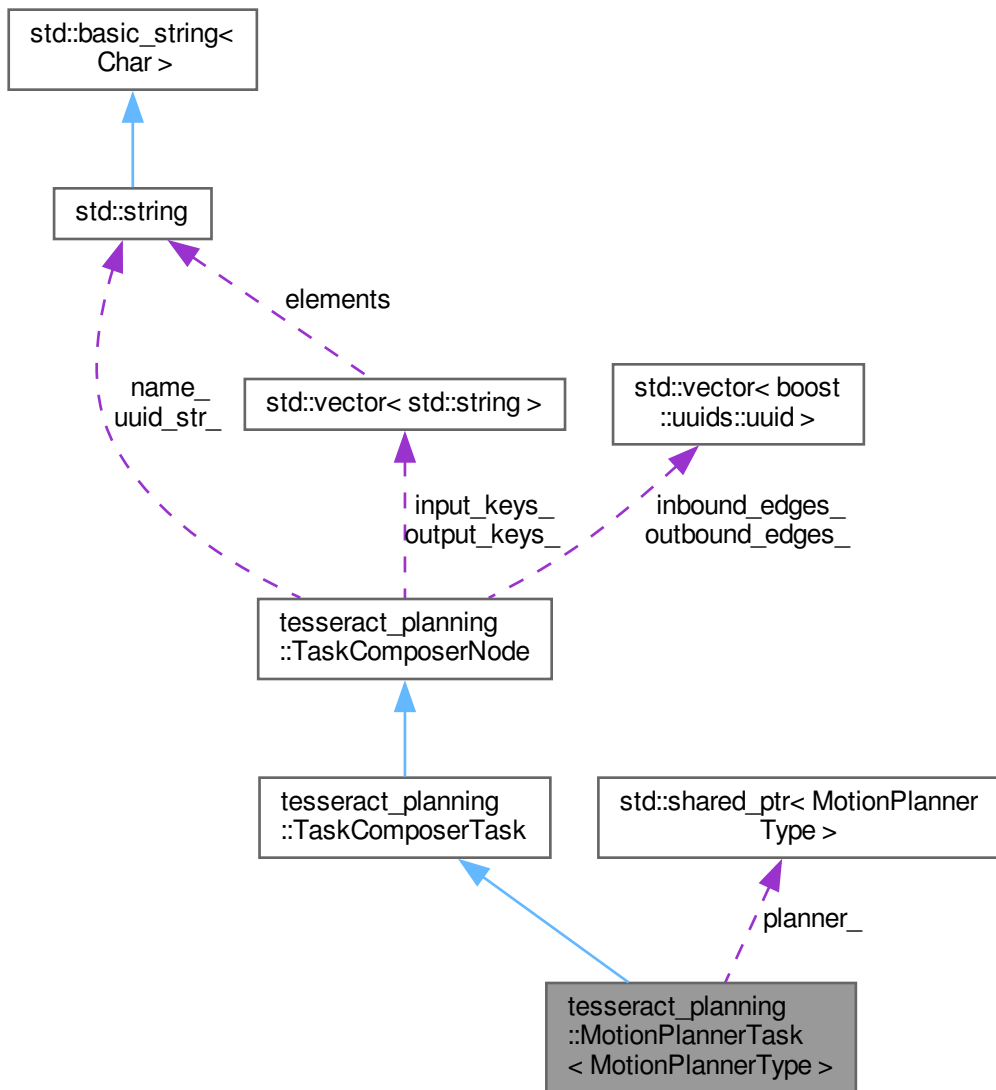 std::basic_string<
Char >
std::string
elements
name_
uuid_str_
std::vector< std::string >
std::vector< boost
::uuids::uuid >
input_keys_
output_keys_
inbound_edges_
outbound_edges_
tesseract_planning
::TaskComposerNode
tesseract_planning
::TaskComposerTask
std::shared_ptr< MotionPlanner
Type >
planner_
tesseract_planning
::MotionPlannerTask
< MotionPlannerType >